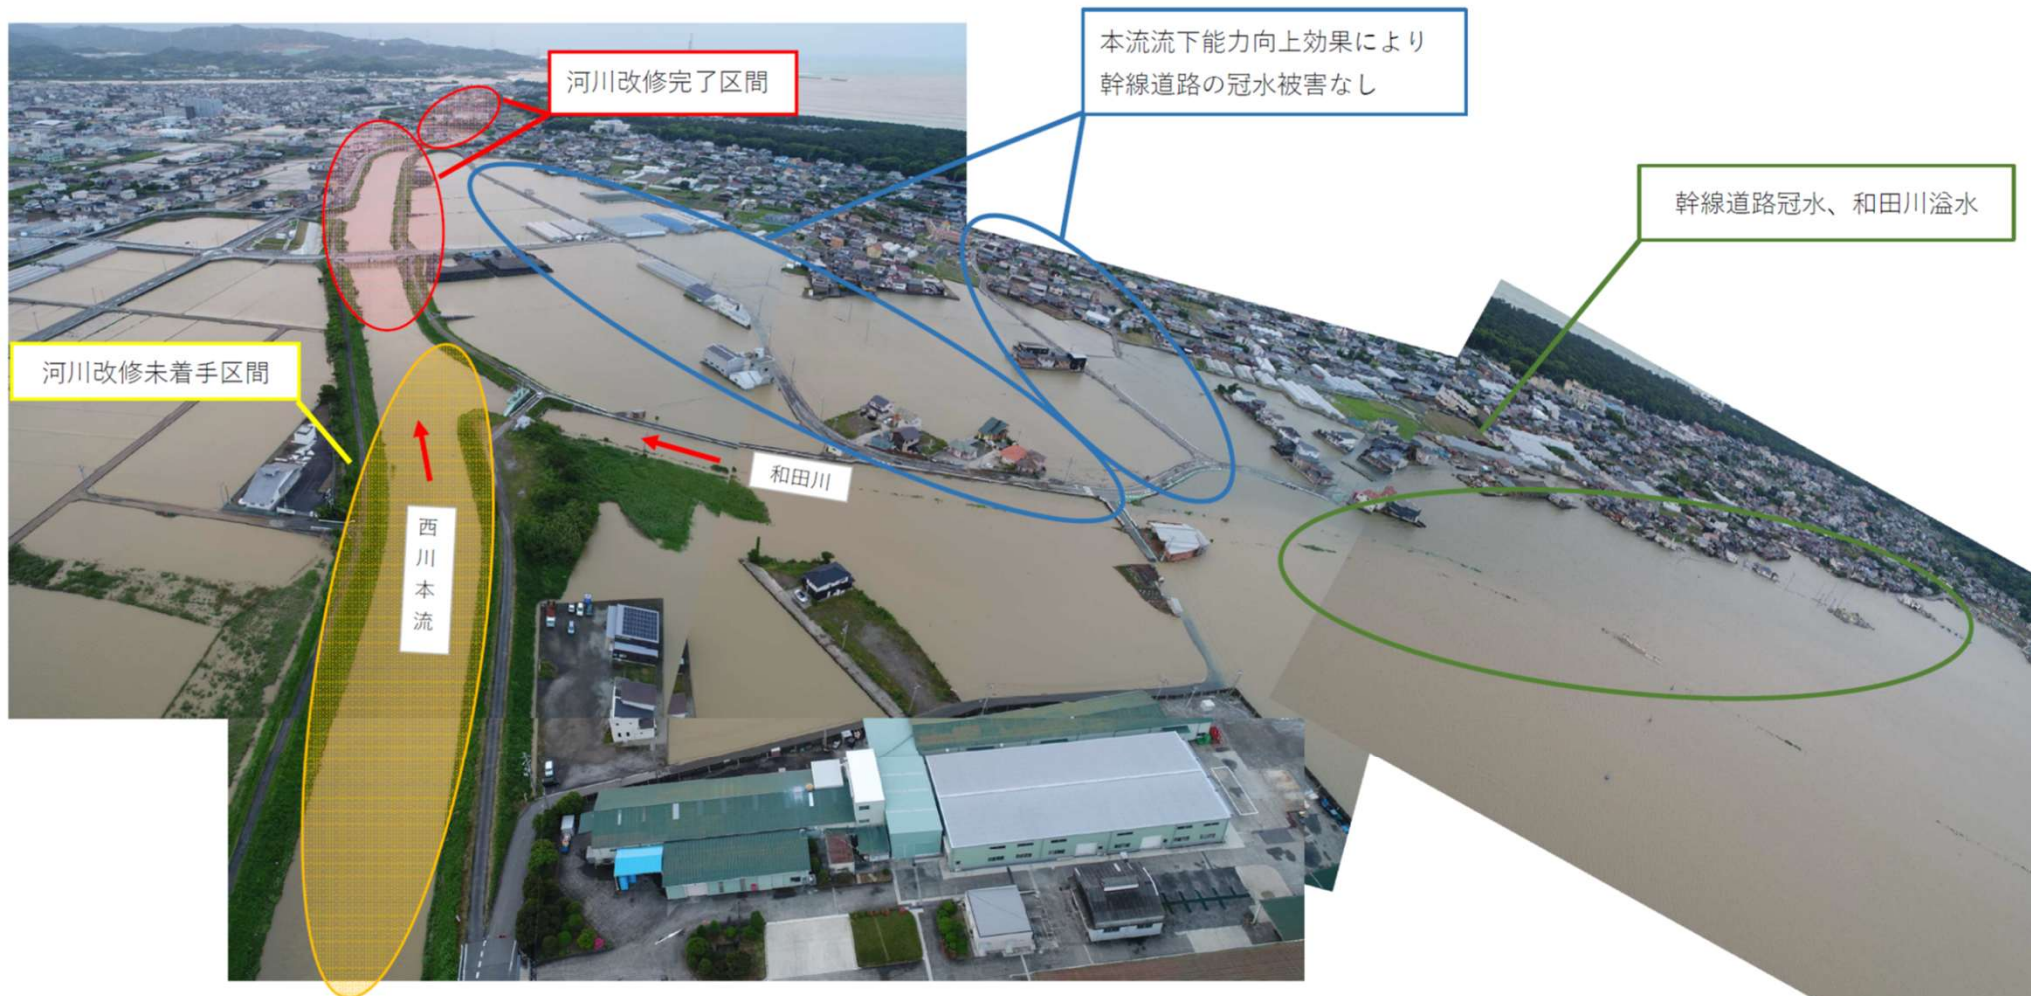 本流流下能力向上効果により
幹線道路の冠水被害なし
河川改修完了区間
幹線道路冠水、和田川溢水
河川改修未着手区間
和田川
西川本流